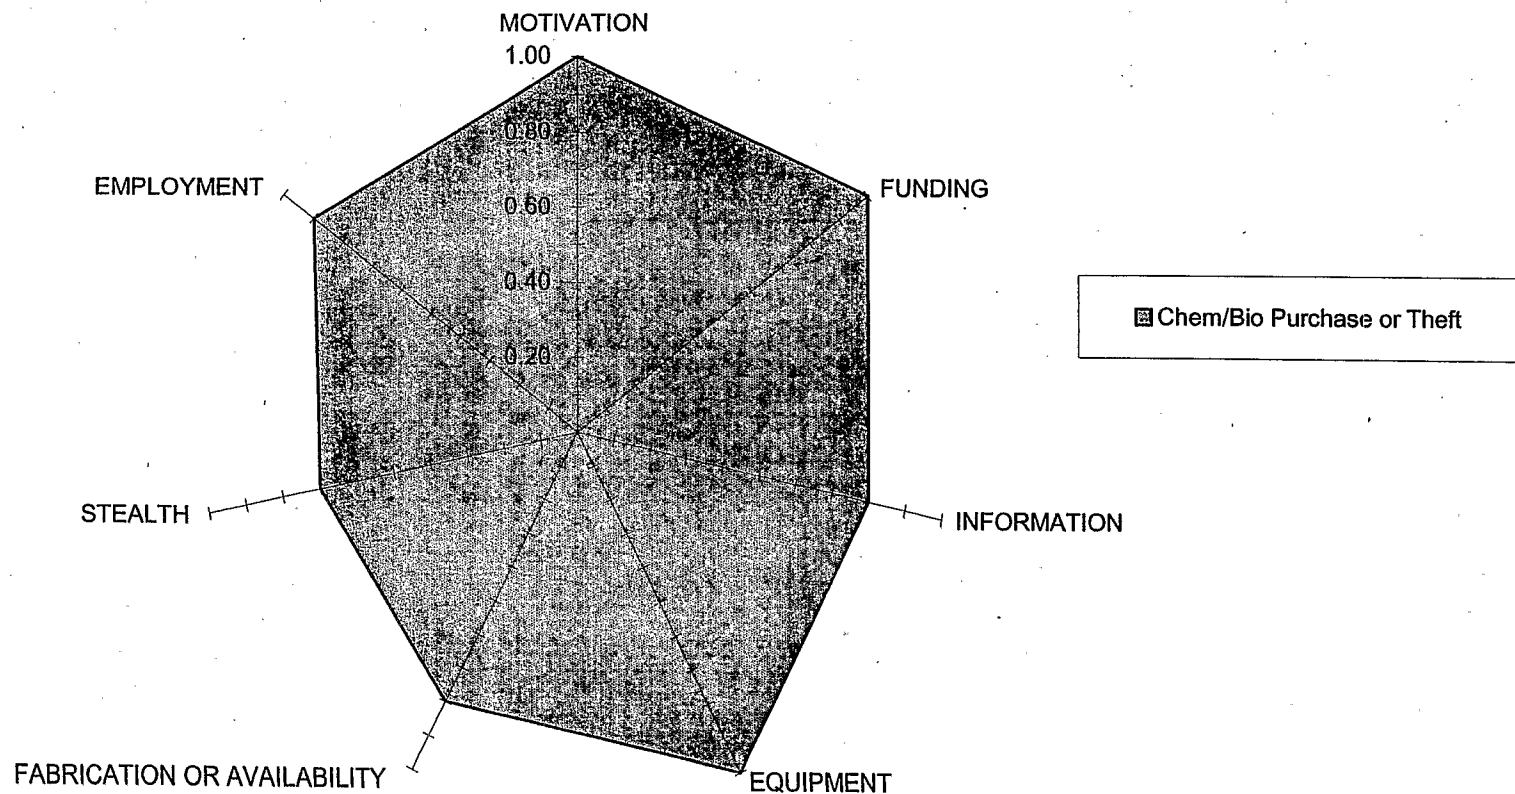 MOTIVATION
1.00
0.80
EMPLOYMENT
FUNDING
0.60
0.40
Chem/Bio Purchase or Theft
0.20
STEALTH
INFORMATION
FABRICATION OR AVAILABILITY
EQUIPMENT